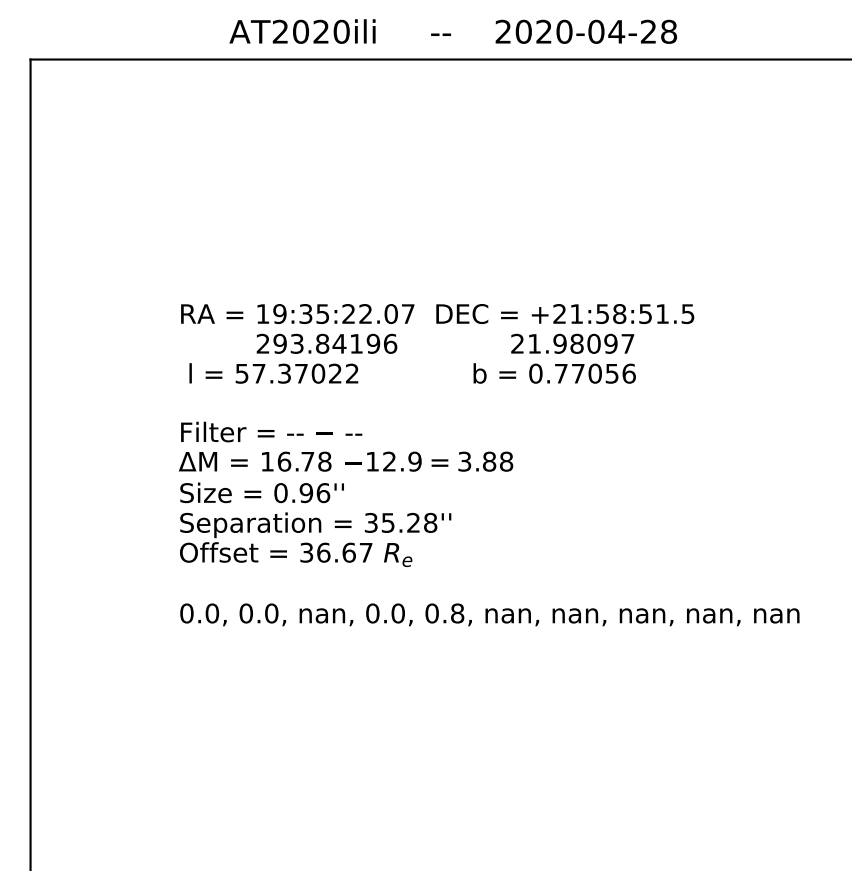 AT2020ili -- 2020-04-28
RA = 19:35:22.07 DEC = +21:58:51.5
293.84196 21.98097
l = 57.37022 b = 0.77056
Filter = -- − --
ΔM = 16.78 −12.9 = 3.88
Size = 0.96''
Separation = 35.28''
Offset = 36.67 Rₑ
0.0, 0.0, nan, 0.0, 0.8, nan, nan, nan, nan, nan